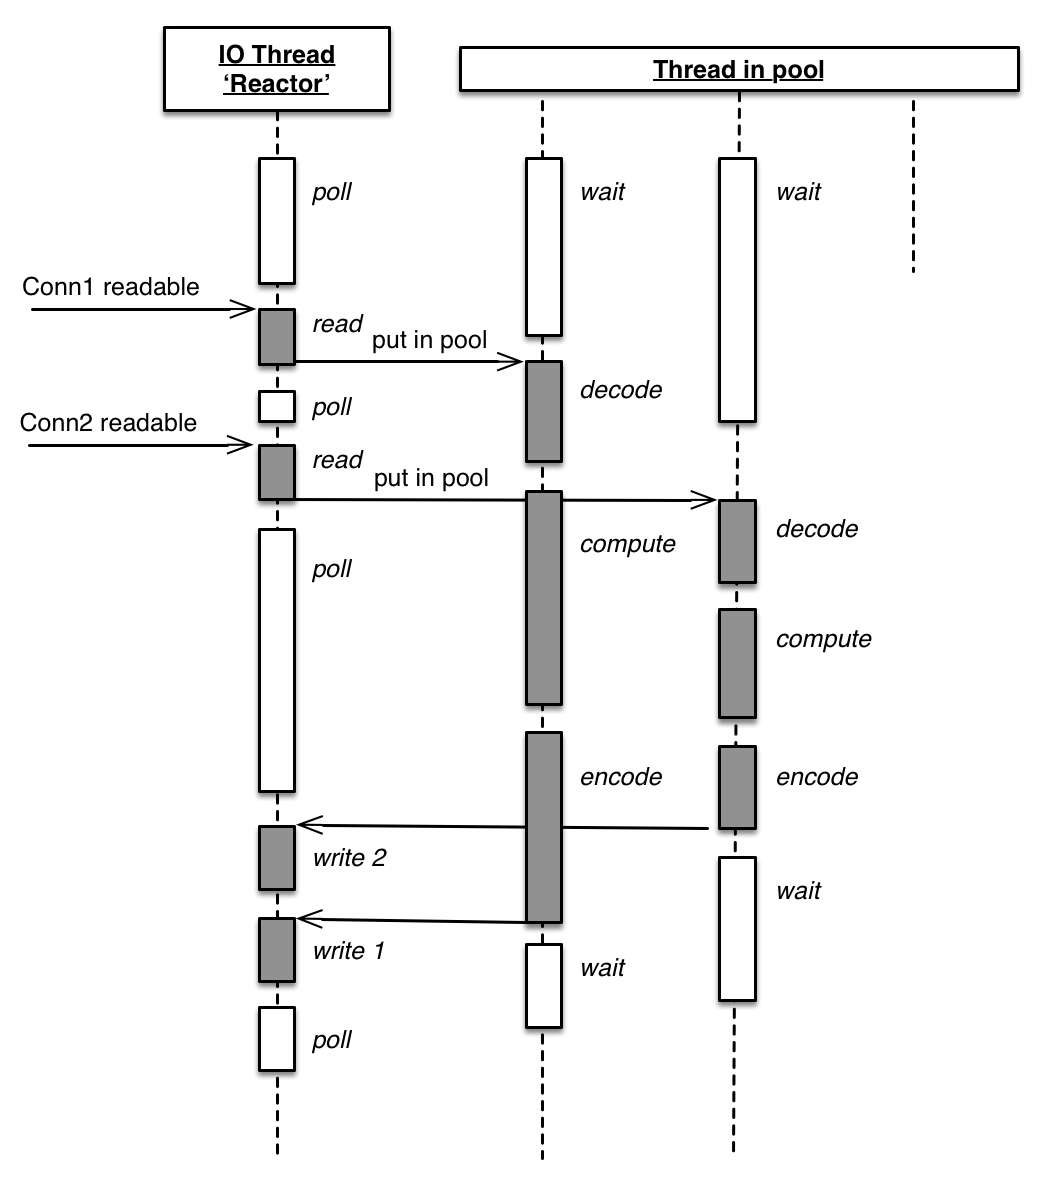 IO Thread
‘Reactor’
Thread in pool
poll
wait
wait
Conn1 readable
read
put in pool
decode
poll
Conn2 readable
read
put in pool
decode
compute
poll
compute
encode
encode
write 2
wait
write 1
wait
poll